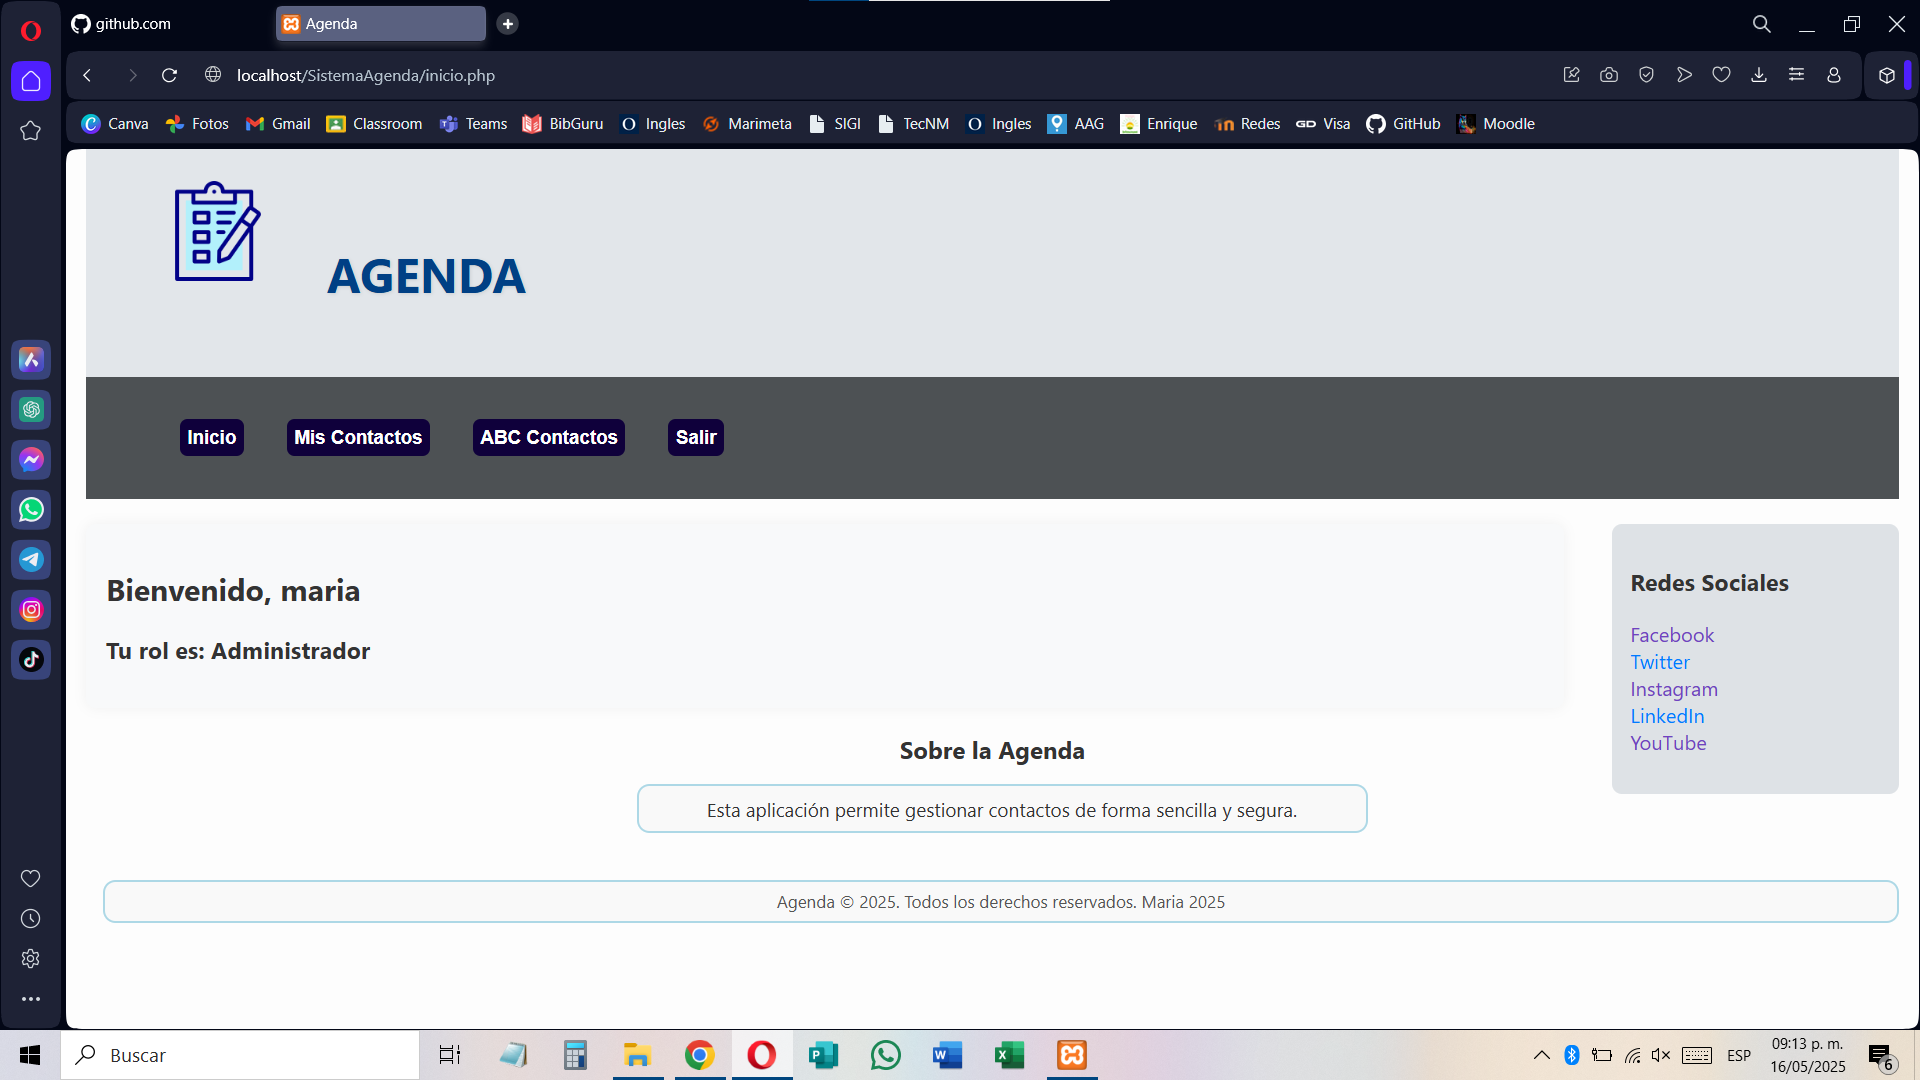 github.com
Agenda
localhost/SistemaAgenda/inicio.php
Canva Fotos Gmail Classroom Teams BibGuru Ingles Marimeta SIGI TecNM Ingles AAG Enrique Redes Visa GitHub Moodle
AGENDA
Inicio Mis Contactos ABC Contactos Salir
Bienvenido, maria
Tu rol es: Administrador
Redes Sociales
Facebook
Twitter
Instagram
LinkedIn
YouTube
Sobre la Agenda
Esta aplicación permite gestionar contactos de forma sencilla y segura.
Agenda © 2025. Todos los derechos reservados. Maria 2025
Buscar
ESP
09:13 p. m.
16/05/2025
6